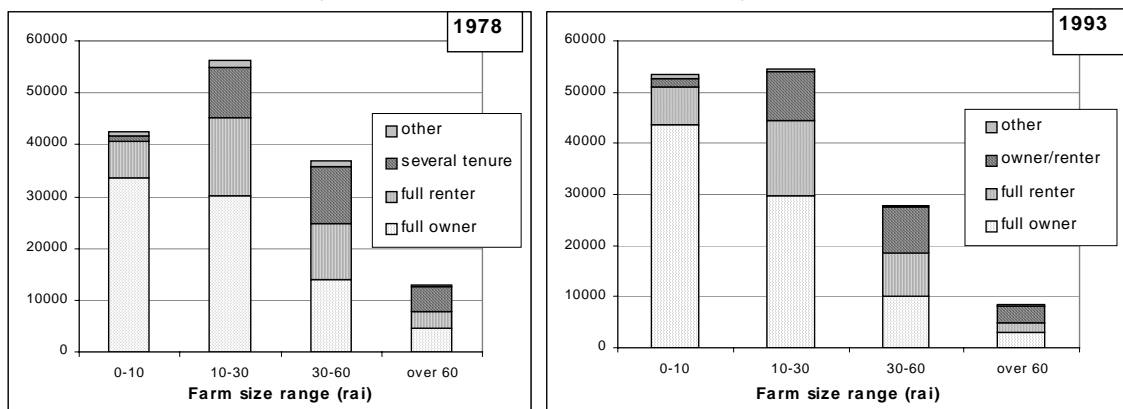 1978
60000
50000
40000
30000
20000
10000
0
other
several tenure
full renter
full owner
0-10 10-30 30-60 over 60
Farm size range (rai)
1993
60000
50000
40000
30000
20000
10000
0
other
owner/renter
full renter
full owner
0-10 10-30 30-60 over 60
Farm size range (rai)